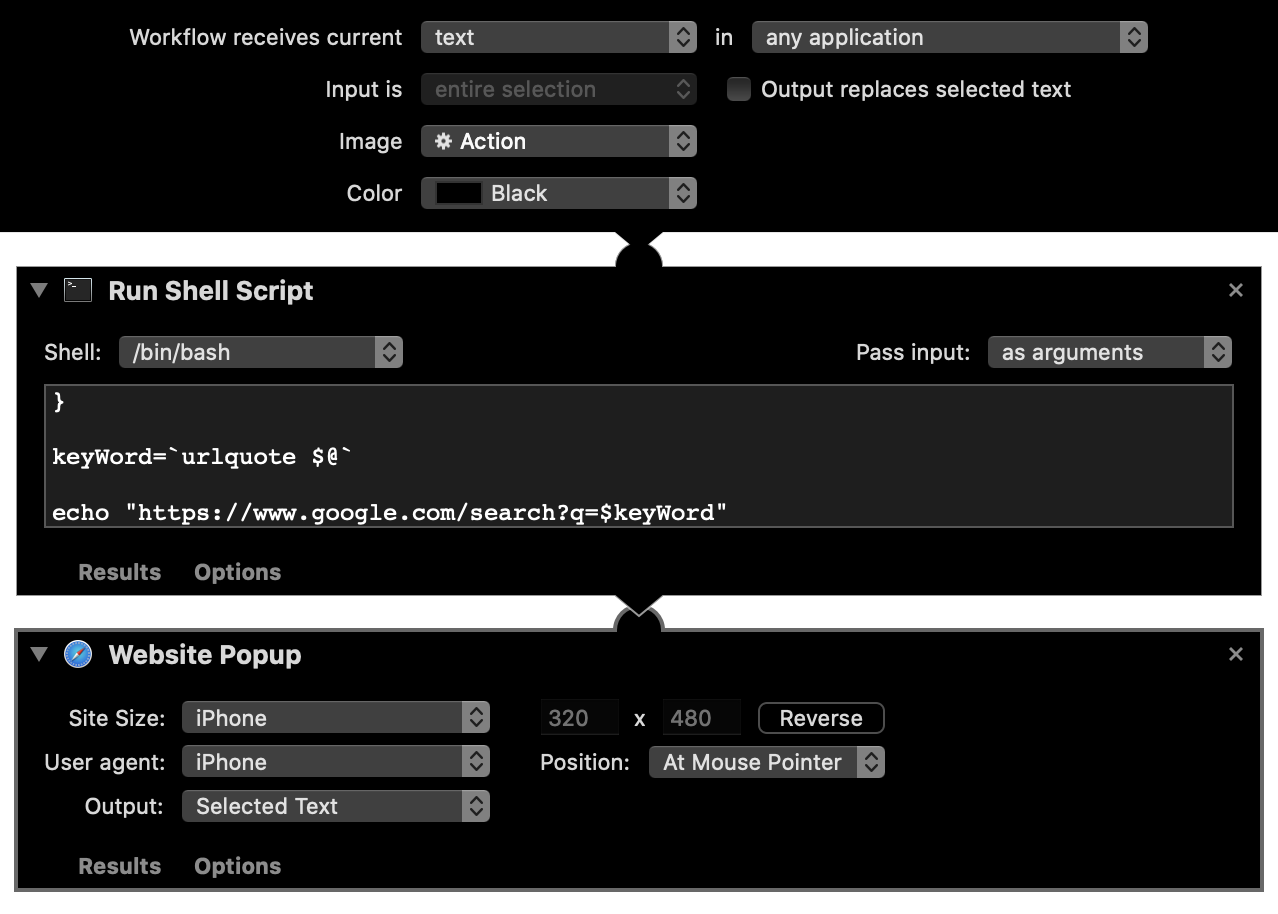 Workflow receives current text in any application
Input is entire selection Output replaces selected text
Image Action
Color Black
Run Shell Script
Shell: /bin/bash Pass input: as arguments
}
keyWord=`urlquote $@`
echo "https://www.google.com/search?q=$keyWord"
Results Options
Website Popup
Site Size: iPhone 320 x 480 Reverse
User agent: iPhone Position: At Mouse Pointer
Output: Selected Text
Results Options